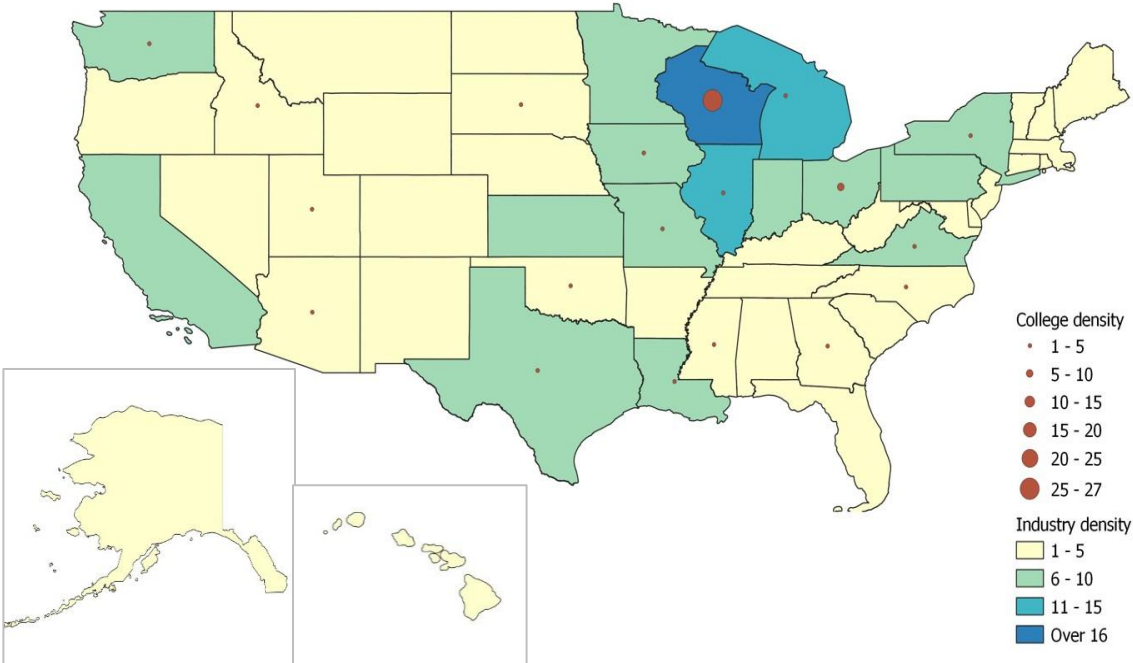 College density
1 - 5
5 - 10
10 - 15
15 - 20
20 - 25
25 - 27
Industry density
1 - 5
6 - 10
11 - 15
Over 16